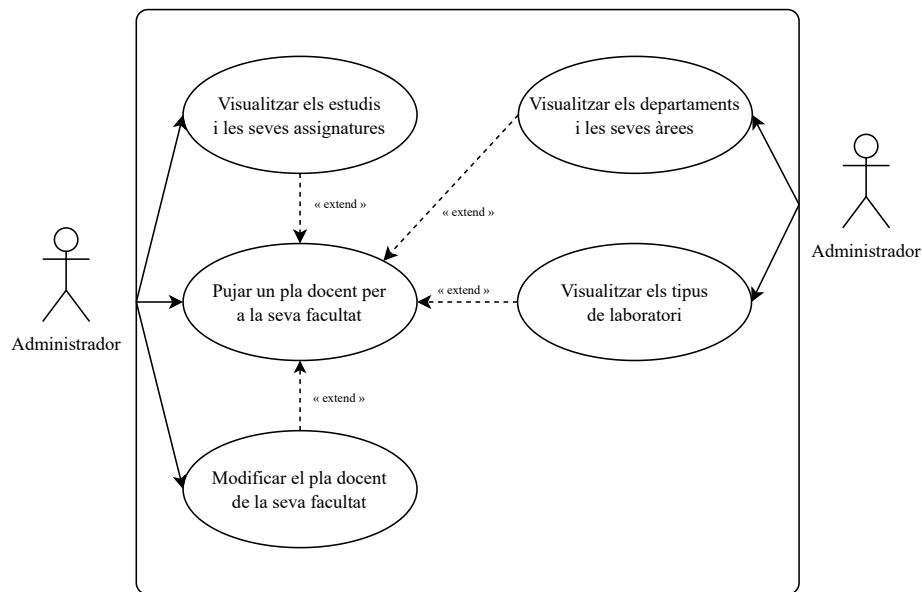 Visualitzar els estudis
i les seves assignatures
Visualitzar els departaments
i les seves àrees
« extend »
« extend »
Administrador
Pujar un pla docent per
a la seva facultat
« extend »
Visualitzar els tipus
de laboratori
Administrador
« extend »
Modificar el pla docent
de la seva facultat